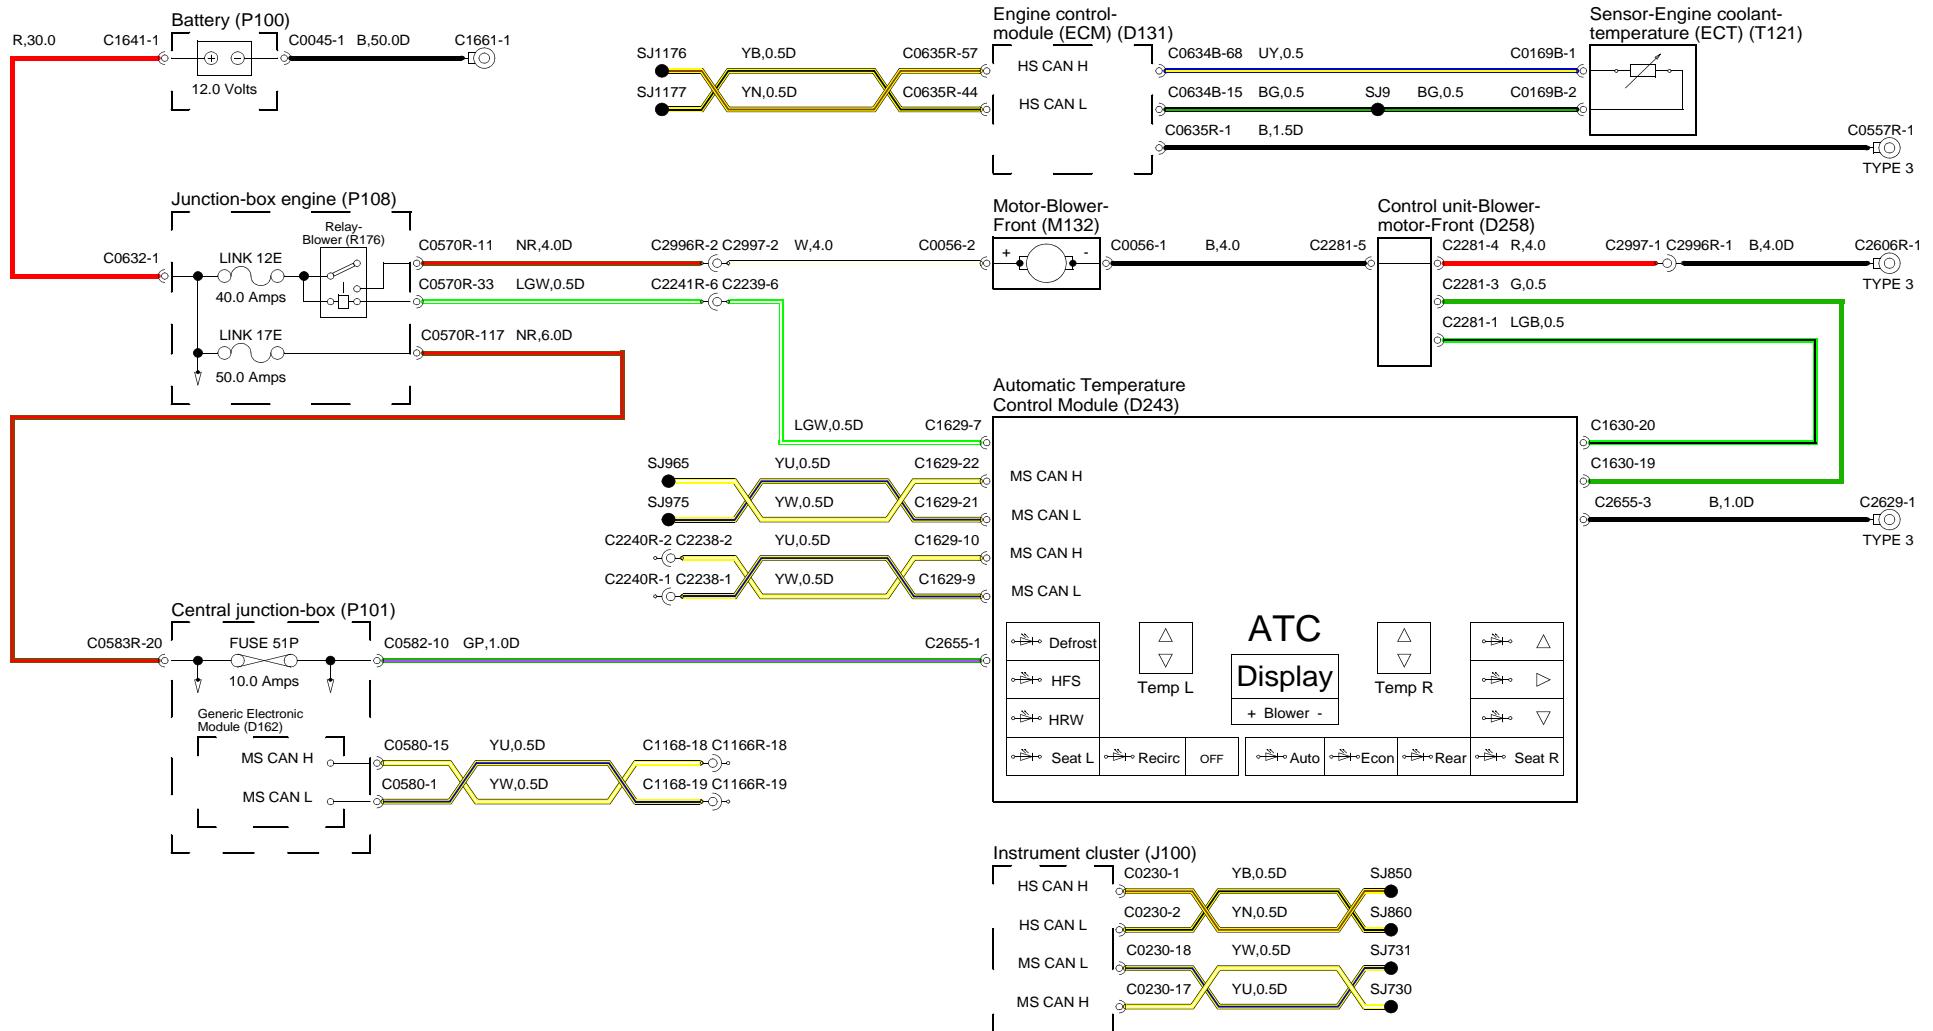 Battery (P100)
R,30.0
C1641-1
C0045-1
B,50.0D
C1661-1
12.0 Volts
SJ1176
YB,0.5D
C0635R-57
SJ1177
YN,0.5D
C0635R-44
Engine control-
module (ECM) (D131)
HS CAN H
HS CAN L
C0634B-68
UY,0.5
C0169B-1
C0634B-15
BG,0.5
SJ9
BG,0.5
C0169B-2
C0635R-1
B,1.5D
Sensor-Engine coolant-
temperature (ECT) (T121)
C0557R-1
TYPE 3
Junction-box engine (P108)
Relay-
Blower (R176)
C0632-1
LINK 12E
40.0 Amps
LINK 17E
50.0 Amps
C0570R-11
NR,4.0D
C2996R-2
C2997-2
W,4.0
C0056-2
C0570R-33
LGW,0.5D
C2241R-6
C2239-6
C0570R-117
NR,6.0D
Motor-Blower-
Front (M132)
+
-
C0056-1
B,4.0
C2281-5
Control unit-Blower-
motor-Front (D258)
C2281-4
R,4.0
C2997-1
C2996R-1
B,4.0D
C2606R-1
TYPE 3
C2281-3
G,0.5
C2281-1
LGB,0.5
Automatic Temperature
Control Module (D243)
LGW,0.5D
C1629-7
SJ965
YU,0.5D
C1629-22
MS CAN H
SJ975
YW,0.5D
C1629-21
MS CAN L
C2240R-2
C2238-2
YU,0.5D
C1629-10
MS CAN H
C2240R-1
C2238-1
YW,0.5D
C1629-9
MS CAN L
C1630-20
C1630-19
C2655-3
B,1.0D
C2629-1
TYPE 3
Central junction-box (P101)
C0583R-20
FUSE 51P
10.0 Amps
C0582-10
GP,1.0D
C2655-1
Generic Electronic
Module (D162)
MS CAN H
MS CAN L
C0580-15
YU,0.5D
C1168-18
C1166R-18
C0580-1
YW,0.5D
C1168-19
C1166R-19
ATC
Display
+ Blower -
Defrost
HFS
HRW
Temp L
Temp R
Seat L
Recirc
OFF
Auto
Econ
Rear
Seat R
Instrument cluster (J100)
HS CAN H
C0230-1
YB,0.5D
SJ850
HS CAN L
C0230-2
YN,0.5D
SJ860
MS CAN L
C0230-18
YW,0.5D
SJ731
MS CAN H
C0230-17
YU,0.5D
SJ730